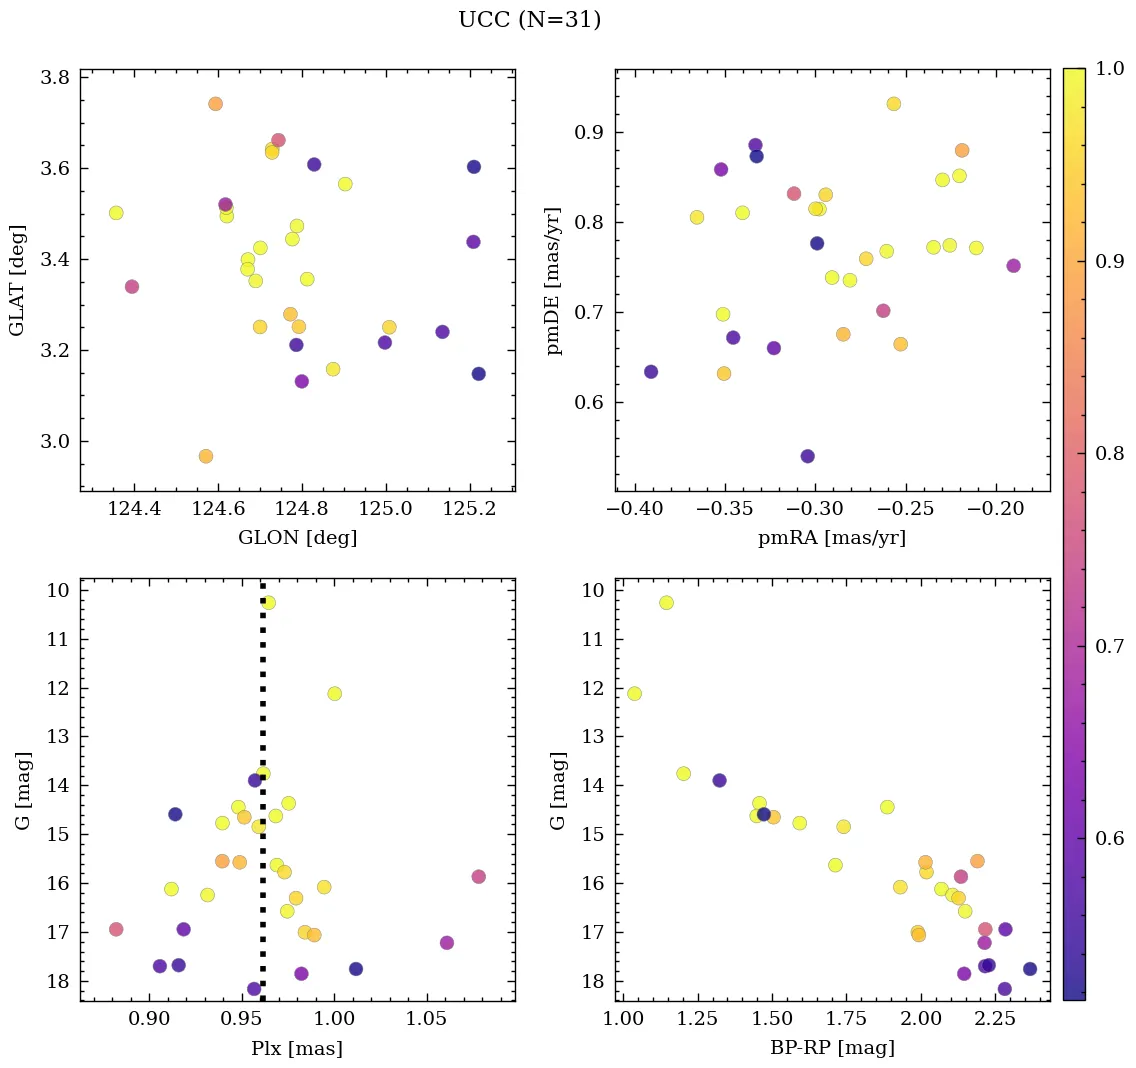 UCC (N=31)
3.8
3.6
3.4
3.2
3.0
GLAT [deg]
124.4 124.6 124.8 125.0 125.2
GLON [deg]
0.9
0.8
0.7
0.6
pmDE [mas/yr]
−0.40 −0.35 −0.30 −0.25 −0.20
pmRA [mas/yr]
10
11
12
13
14
15
16
17
18
G [mag]
0.90 0.95 1.00 1.05
Plx [mas]
10
11
12
13
14
15
16
17
18
G [mag]
1.00 1.25 1.50 1.75 2.00 2.25
BP-RP [mag]
1.0
0.9
0.8
0.7
0.6